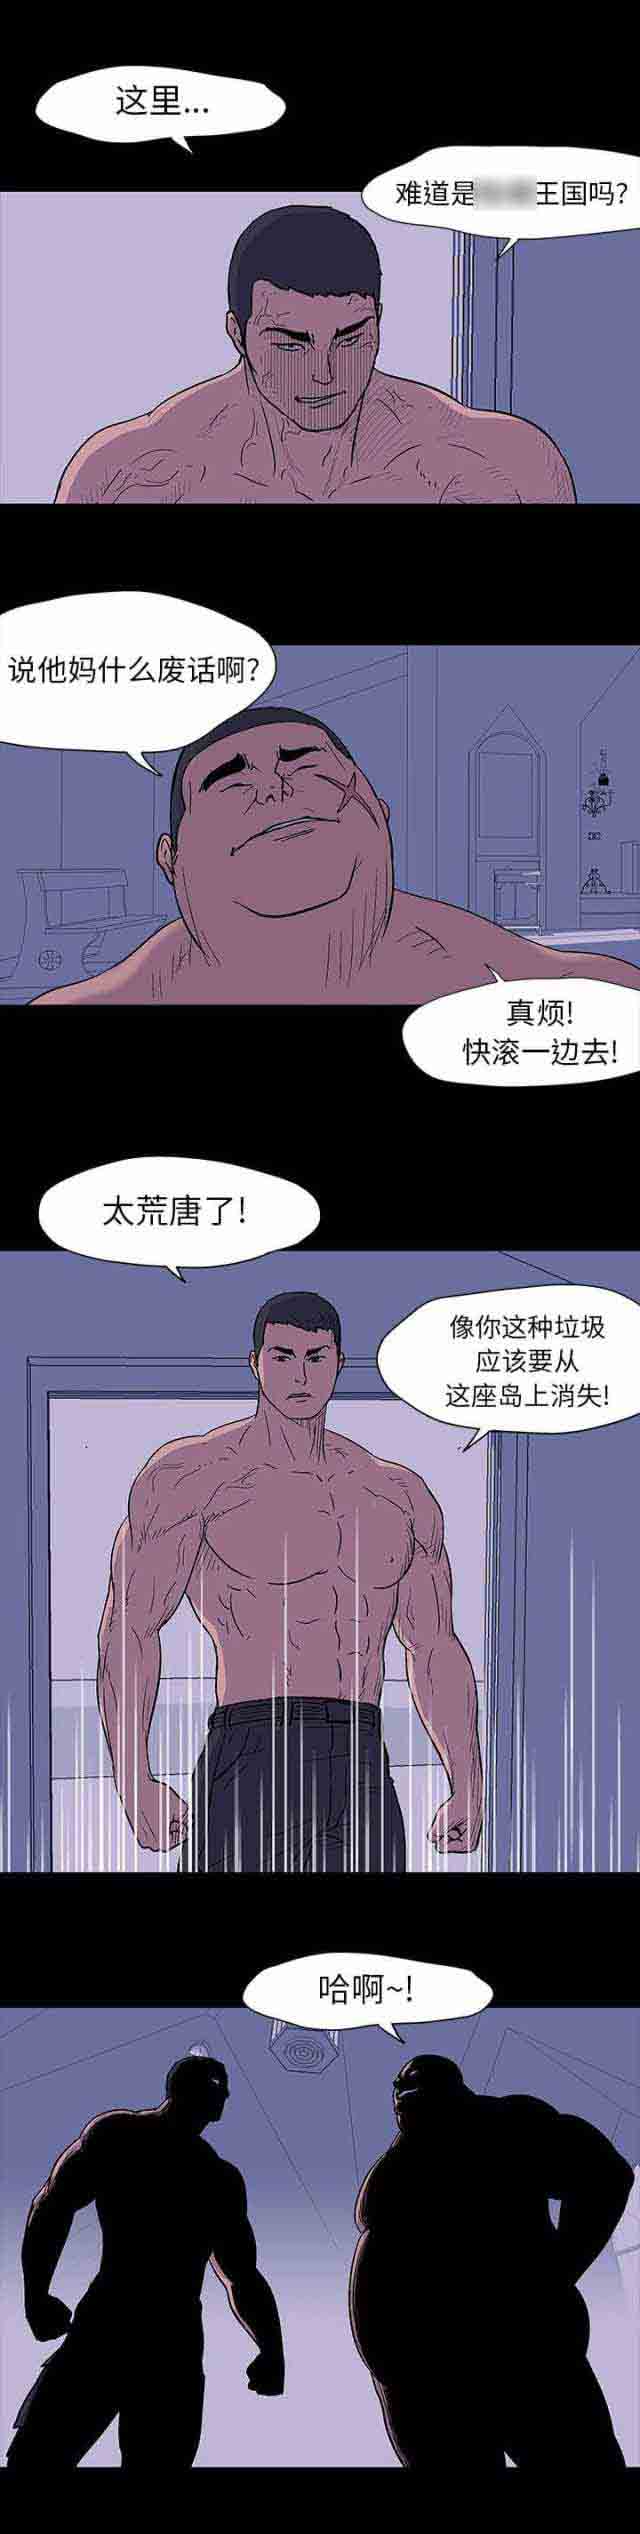 这里...
难道是王国吗?
说他妈什么废话啊?
真烦!
快滚一边去!
太荒唐了!
像你这种垃圾
应该要从
这座岛上消失!
哈啊~!